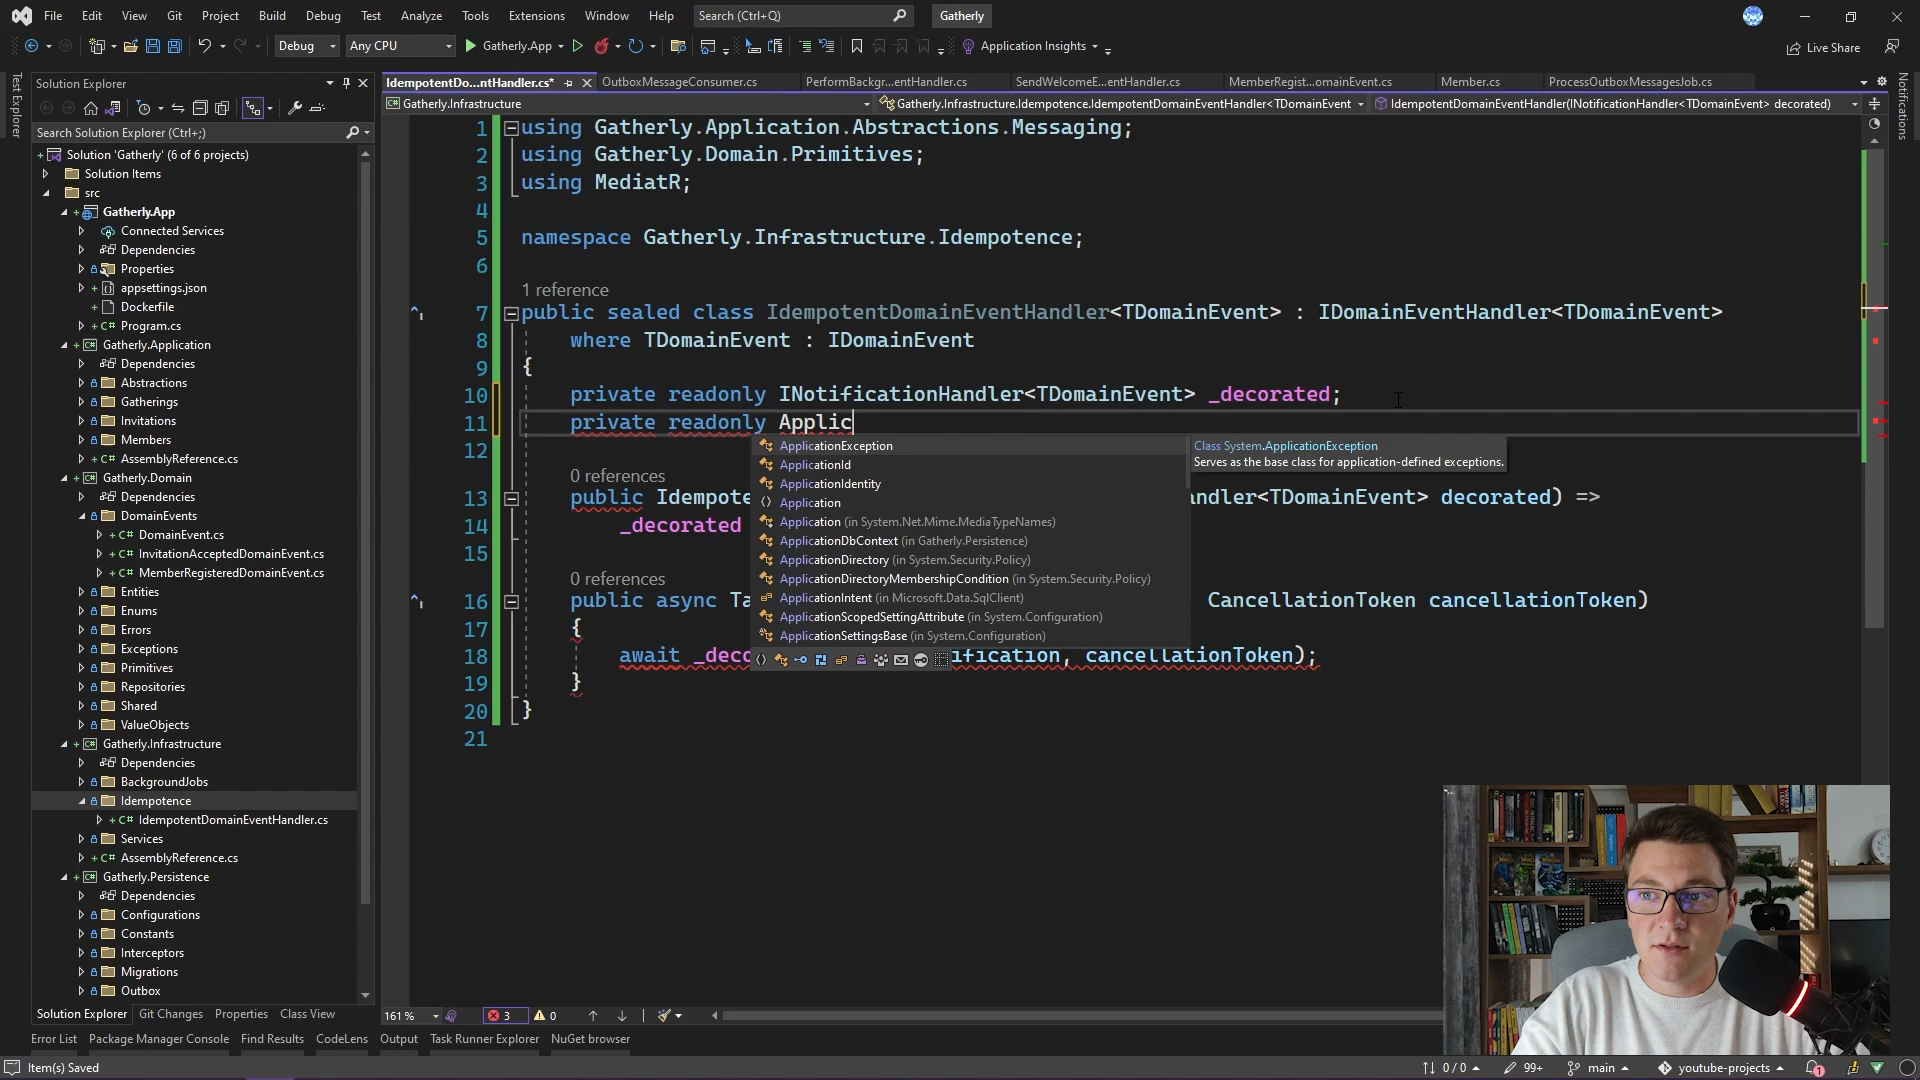 File Edit View Git Project Build Debug Test Analyze Tools Extensions Window Help Search (Ctrl+Q) Gatherly
Debug Any CPU Gatherly.App Application Insights Live Share
Test Explorer
Notifications
Solution Explorer
Search Solution Explorer (Ctrl+;)
Solution 'Gatherly' (6 of 6 projects)
Solution Items
src
Gatherly.App
Connected Services
Dependencies
Properties
appsettings.json
Dockerfile
C# Program.cs
C# Gatherly.Application
Dependencies
Abstractions
Gatherings
Invitations
Members
C# AssemblyReference.cs
C# Gatherly.Domain
Dependencies
DomainEvents
C# DomainEvent.cs
C# InvitationAcceptedDomainEvent.cs
C# MemberRegisteredDomainEvent.cs
Entities
Enums
Errors
Exceptions
Primitives
Repositories
Shared
ValueObjects
C# Gatherly.Infrastructure
Dependencies
BackgroundJobs
Idempotence
C# IdempotentDomainEventHandler.cs
Services
C# AssemblyReference.cs
C# Gatherly.Persistence
Dependencies
Configurations
Constants
Interceptors
Migrations
Outbox
Solution Explorer Git Changes Properties Class View
IdempotentDo...ntHandler.cs* OutboxMessageConsumer.cs PerformBackgr...entHandler.cs SendWelcomeE...entHandler.cs MemberRegist...omainEvent.cs Member.cs ProcessOutboxMessagesJob.cs
Gatherly.Infrastructure Gatherly.Infrastructure.Idempotence.IdempotentDomainEventHandler<TDomainEvent IdempotentDomainEventHandler(INotificationHandler<TDomainEvent> decorated)
1 using Gatherly.Application.Abstractions.Messaging;
2 using Gatherly.Domain.Primitives;
3 using MediatR;
4
5 namespace Gatherly.Infrastructure.Idempotence;
6
1 reference
7 public sealed class IdempotentDomainEventHandler<TDomainEvent> : IDomainEventHandler<TDomainEvent>
8 where TDomainEvent : IDomainEvent
9 {
10 private readonly INotificationHandler<TDomainEvent> _decorated;
11 private readonly Applic
12
0 references
13 public Idempote ndler<TDomainEvent> decorated) =>
14 _decorated
15
0 references
16 public async Ta CancellationToken cancellationToken)
17 {
18 await _deco ification, cancellationToken);
19 }
20 }
21
ApplicationException
ApplicationId
ApplicationIdentity
Application
Application (in System.Net.Mime.MediaTypeNames)
ApplicationDbContext (in Gatherly.Persistence)
ApplicationDirectory (in System.Security.Policy)
ApplicationDirectoryMembershipCondition (in System.Security.Policy)
ApplicationIntent (in Microsoft.Data.SqlClient)
ApplicationScopedSettingAttribute (in System.Configuration)
ApplicationSettingsBase (in System.Configuration)
Class System.ApplicationException
Serves as the base class for application-defined exceptions.
161 % 3 0
Error List Package Manager Console Find Results CodeLens Output Task Runner Explorer NuGet browser
Item(s) Saved 0 / 0 99+ main youtube-projects 1